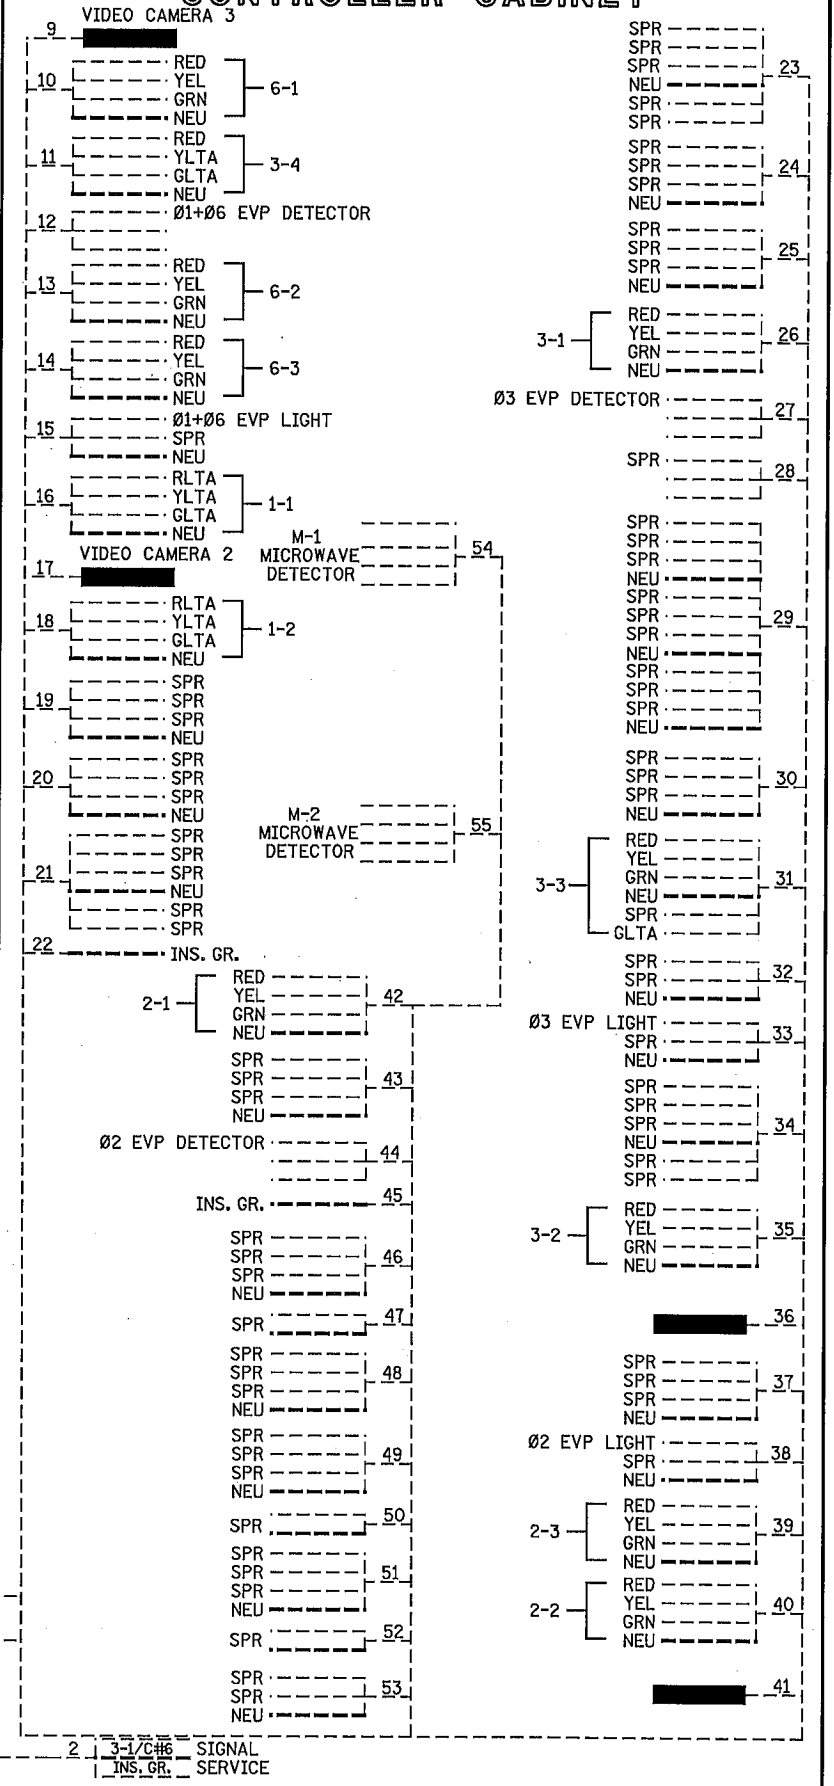 CONTROLLER CABINET
VIDEO CAMERA 3
9
10
RED
YEL
GRN
NEU
6-1
11
RED
YLTA
GLTA
NEU
3-4
12
Ø1+Ø6 EVP DETECTOR
13
RED
YEL
GRN
NEU
6-2
14
RED
YEL
GRN
NEU
6-3
15
Ø1+Ø6 EVP LIGHT
SPR
NEU
16
RLTA
YLTA
GLTA
NEU
1-1
VIDEO CAMERA 2
17
18
RLTA
YLTA
GLTA
NEU
1-2
19
SPR
SPR
SPR
NEU
20
SPR
SPR
SPR
NEU
21
SPR
SPR
SPR
NEU
SPR
SPR
22
INS. GR.
M-1
MICROWAVE
DETECTOR
54
M-2
MICROWAVE
DETECTOR
55
2-1
RED
YEL
GRN
NEU
42
SPR
SPR
SPR
NEU
43
Ø2 EVP DETECTOR
44
INS. GR.
45
SPR
SPR
SPR
NEU
46
SPR
47
SPR
SPR
SPR
NEU
48
SPR
SPR
SPR
NEU
49
SPR
50
SPR
SPR
SPR
NEU
51
SPR
52
SPR
SPR
NEU
53
SPR
SPR
SPR
NEU
SPR
SPR
23
SPR
SPR
SPR
NEU
24
SPR
SPR
SPR
NEU
25
3-1
RED
YEL
GRN
NEU
26
Ø3 EVP DETECTOR
27
SPR
28
SPR
SPR
SPR
NEU
SPR
SPR
SPR
NEU
SPR
SPR
SPR
NEU
29
SPR
SPR
SPR
NEU
30
3-3
RED
YEL
GRN
NEU
SPR
GLTA
31
SPR
SPR
NEU
32
Ø3 EVP LIGHT
SPR
NEU
33
SPR
SPR
SPR
NEU
SPR
SPR
34
3-2
RED
YEL
GRN
NEU
35
36
SPR
SPR
SPR
NEU
37
Ø2 EVP LIGHT
SPR
NEU
38
2-3
RED
YEL
GRN
NEU
39
2-2
RED
YEL
GRN
NEU
40
41
2
3-1/C#6 SIGNAL
INS. GR. SERVICE